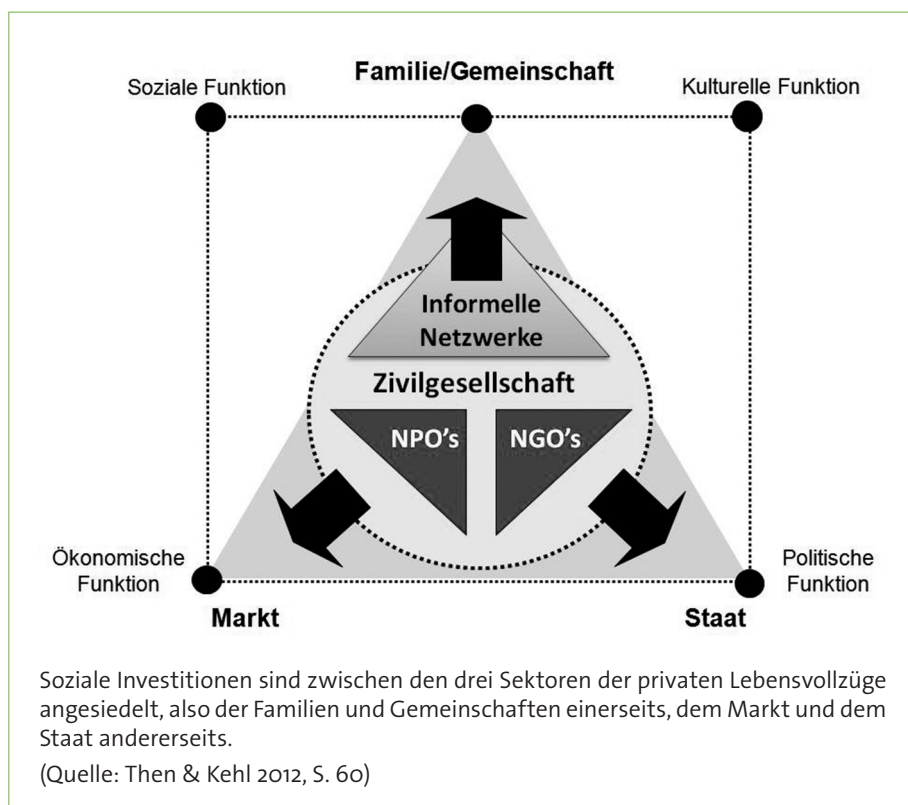 Familie/Gemeinschaft
Soziale Funktion
Kulturelle Funktion
Informelle
Netzwerke
Zivilgesellschaft
NPO's
NGO's
Ökonomische
Funktion
Politische
Funktion
Markt
Staat
Soziale Investitionen sind zwischen den drei Sektoren der privaten Lebensvollzüge
angesiedelt, also der Familien und Gemeinschaften einerseits, dem Markt und dem
Staat andererseits.
(Quelle: Then & Kehl 2012, S. 60)